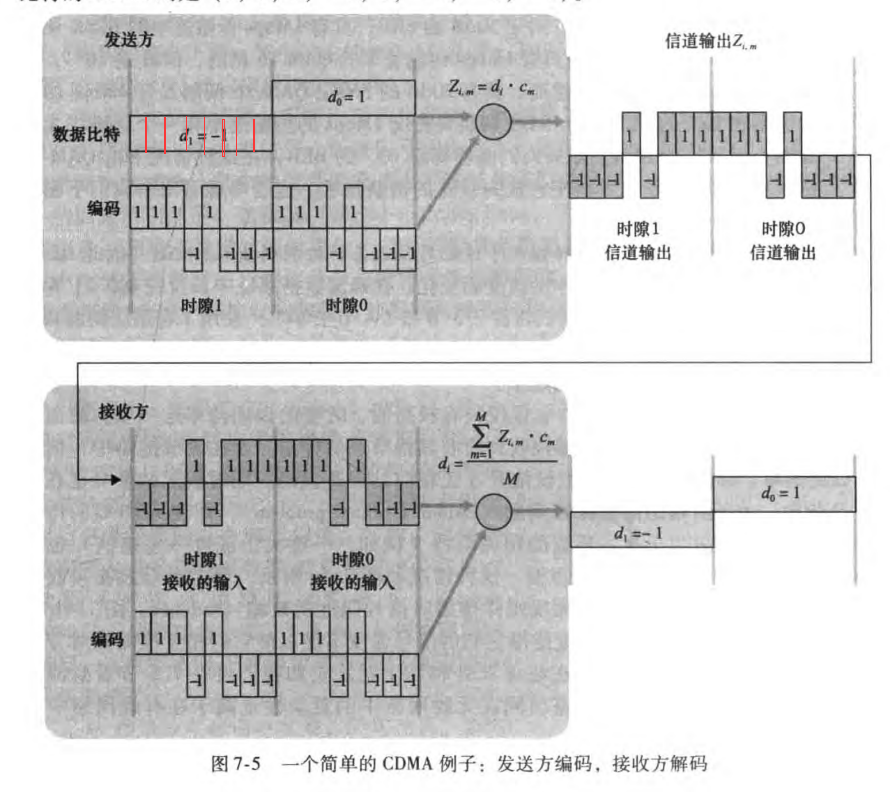 发送方
信道输出Z_{i,m}
d₀ = 1
Z_{i,m} = d_i · c_m
数据比特
d₁ = -1
1 1 1 1 1 1 1 1
-1 -1 -1 -1 -1 -1 -1 -1
编码
1 1 1 1 1 1 1 1
-1 -1 -1 -1 -1 -1 -1 -1
时隙1 时隙0
信道输出 信道输出
时隙1 时隙0
接收方
d_i = \frac{\sum_{m=1}^{M} Z_{i,m} · c_m}{M}
1 1 1 1 1 1 1 1
-1 -1 -1 -1 -1 -1 -1 -1
d₀ = 1
d₁ = - 1
时隙1 时隙0
接收的输入 接收的输入
编码
1 1 1 1 1 1 1 1
-1 -1 -1 -1 -1 -1 -1 -1
图 7-5 一个简单的 CDMA 例子：发送方编码，接收方解码